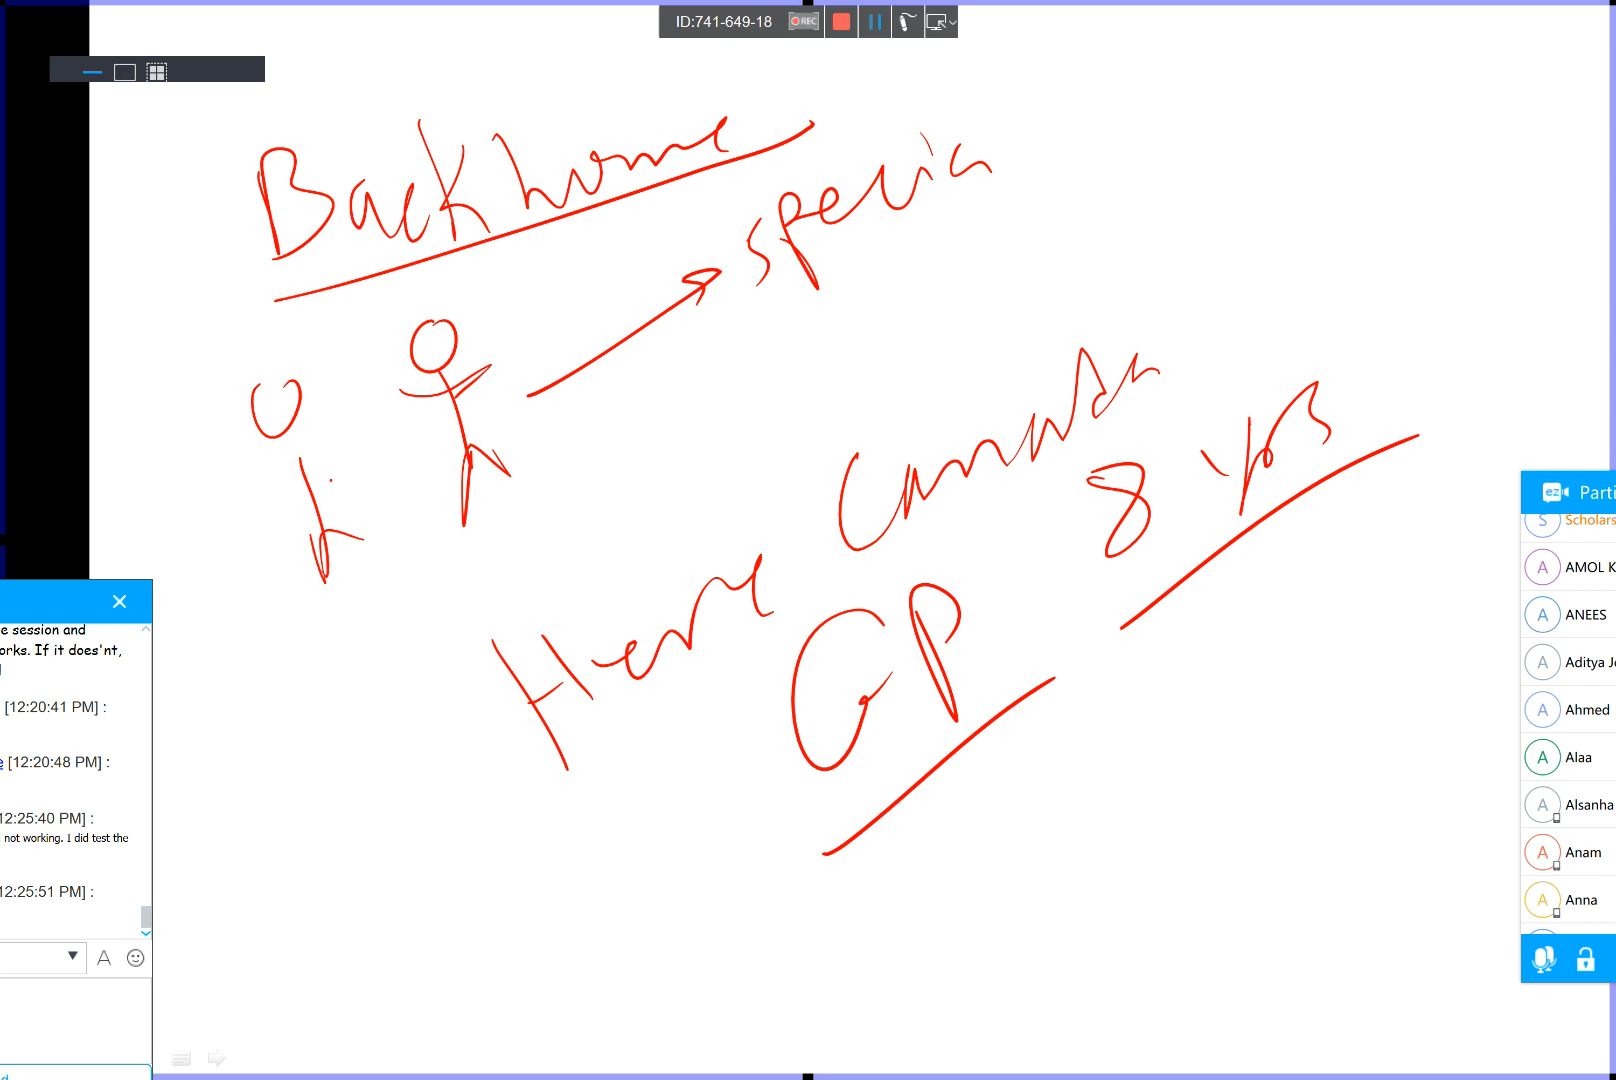 ID:741-649-18
REC
Back home
Specia
Here Canada
8 yrs
GP
Parti
S Scholars
A AMOL K
A ANEES
A Aditya Jo
A Ahmed
A Alaa
A Alsanha
A Anam
A Anna
e session and
orks. If it does'nt,
[12:20:41 PM] :
e [12:20:48 PM] :
12:25:40 PM] :
not working. I did test the
12:25:51 PM] :
A